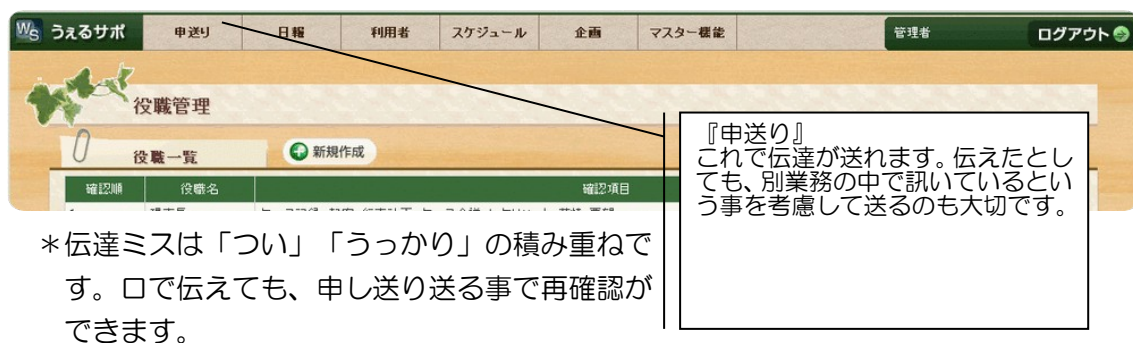 WS うぇるサポ 申送り 日報 利用者 スケジュール 企画 マスター機能 管理者 ログアウト
役職管理
役職一覧 新規作成
確認順 役職名 確認項目
『申送り』
これで伝達が送れます。伝えたとし
ても、別業務の中で訊いているとい
う事を考慮して送るのも大切です。
＊伝達ミスは「つい」「うっかり」の積み重ねで
す。口で伝えても、申し送り送る事で再確認が
できます。